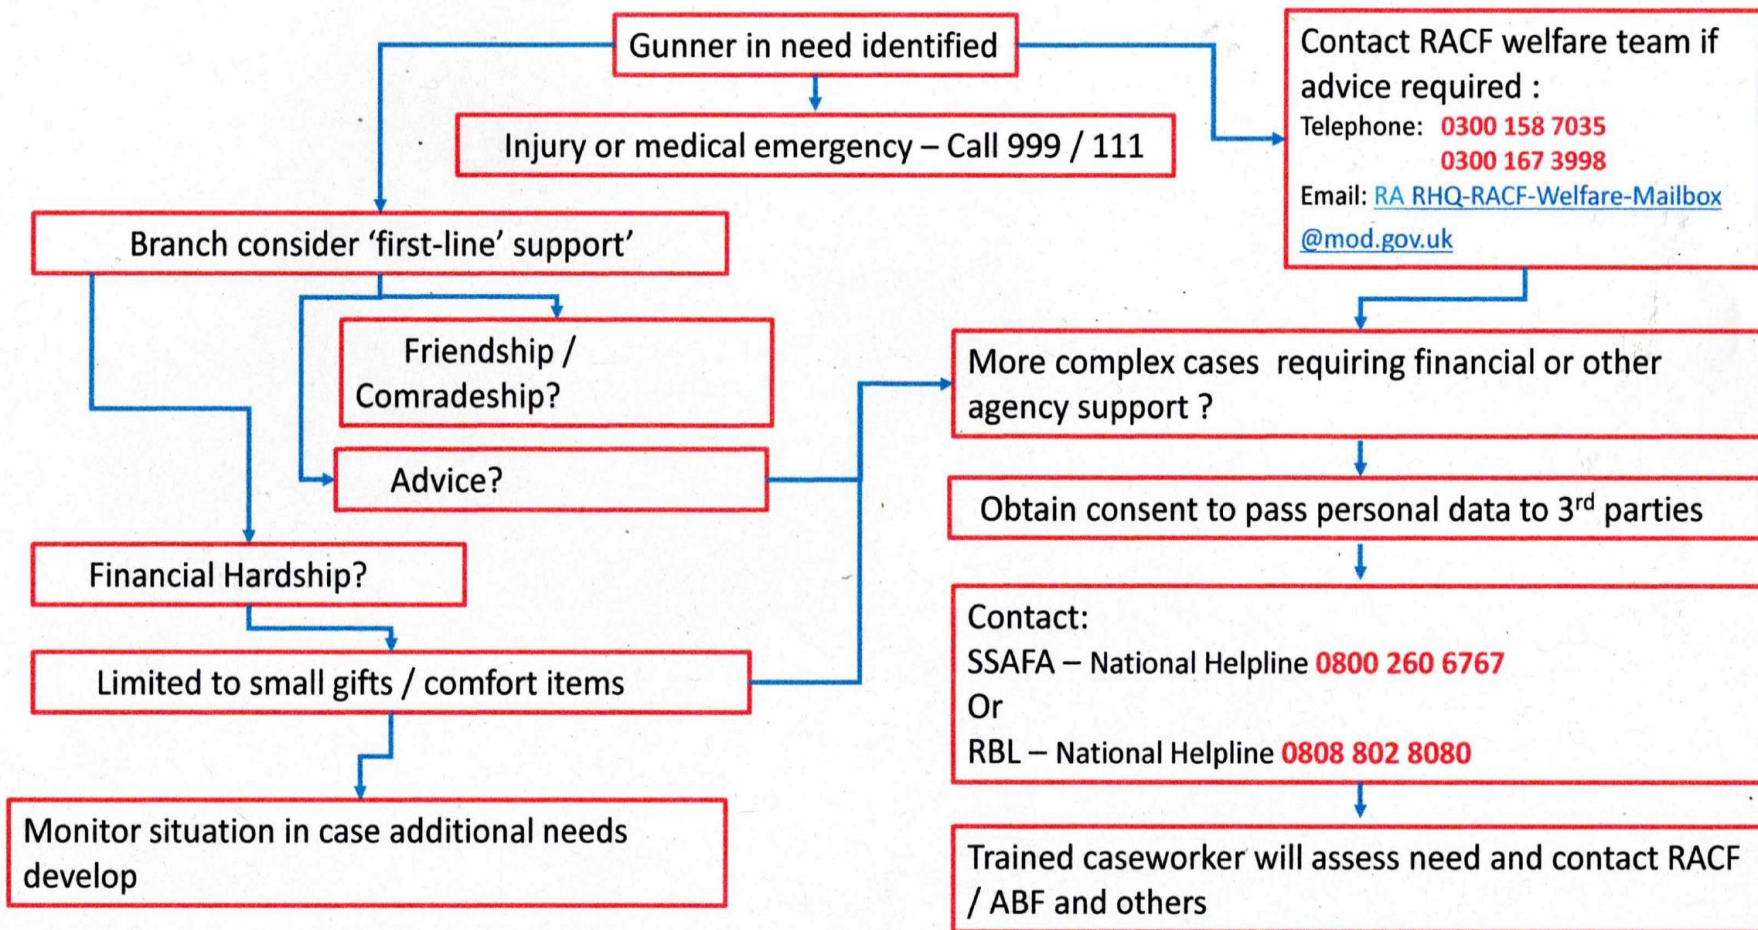 Gunner in need identified
Injury or medical emergency – Call 999 / 111
Contact RACF welfare team if
advice required :
Telephone: 0300 158 7035
0300 167 3998
Email: RA RHQ-RACF-Welfare-Mailbox
@mod.gov.uk
Branch consider ‘first-line’ support’
Friendship /
Comradeship?
Advice?
Financial Hardship?
Limited to small gifts / comfort items
Monitor situation in case additional needs
develop
More complex cases requiring financial or other
agency support ?
Obtain consent to pass personal data to 3rd parties
Contact:
SSAFA – National Helpline 0800 260 6767
Or
RBL – National Helpline 0808 802 8080
Trained caseworker will assess need and contact RACF
/ ABF and others